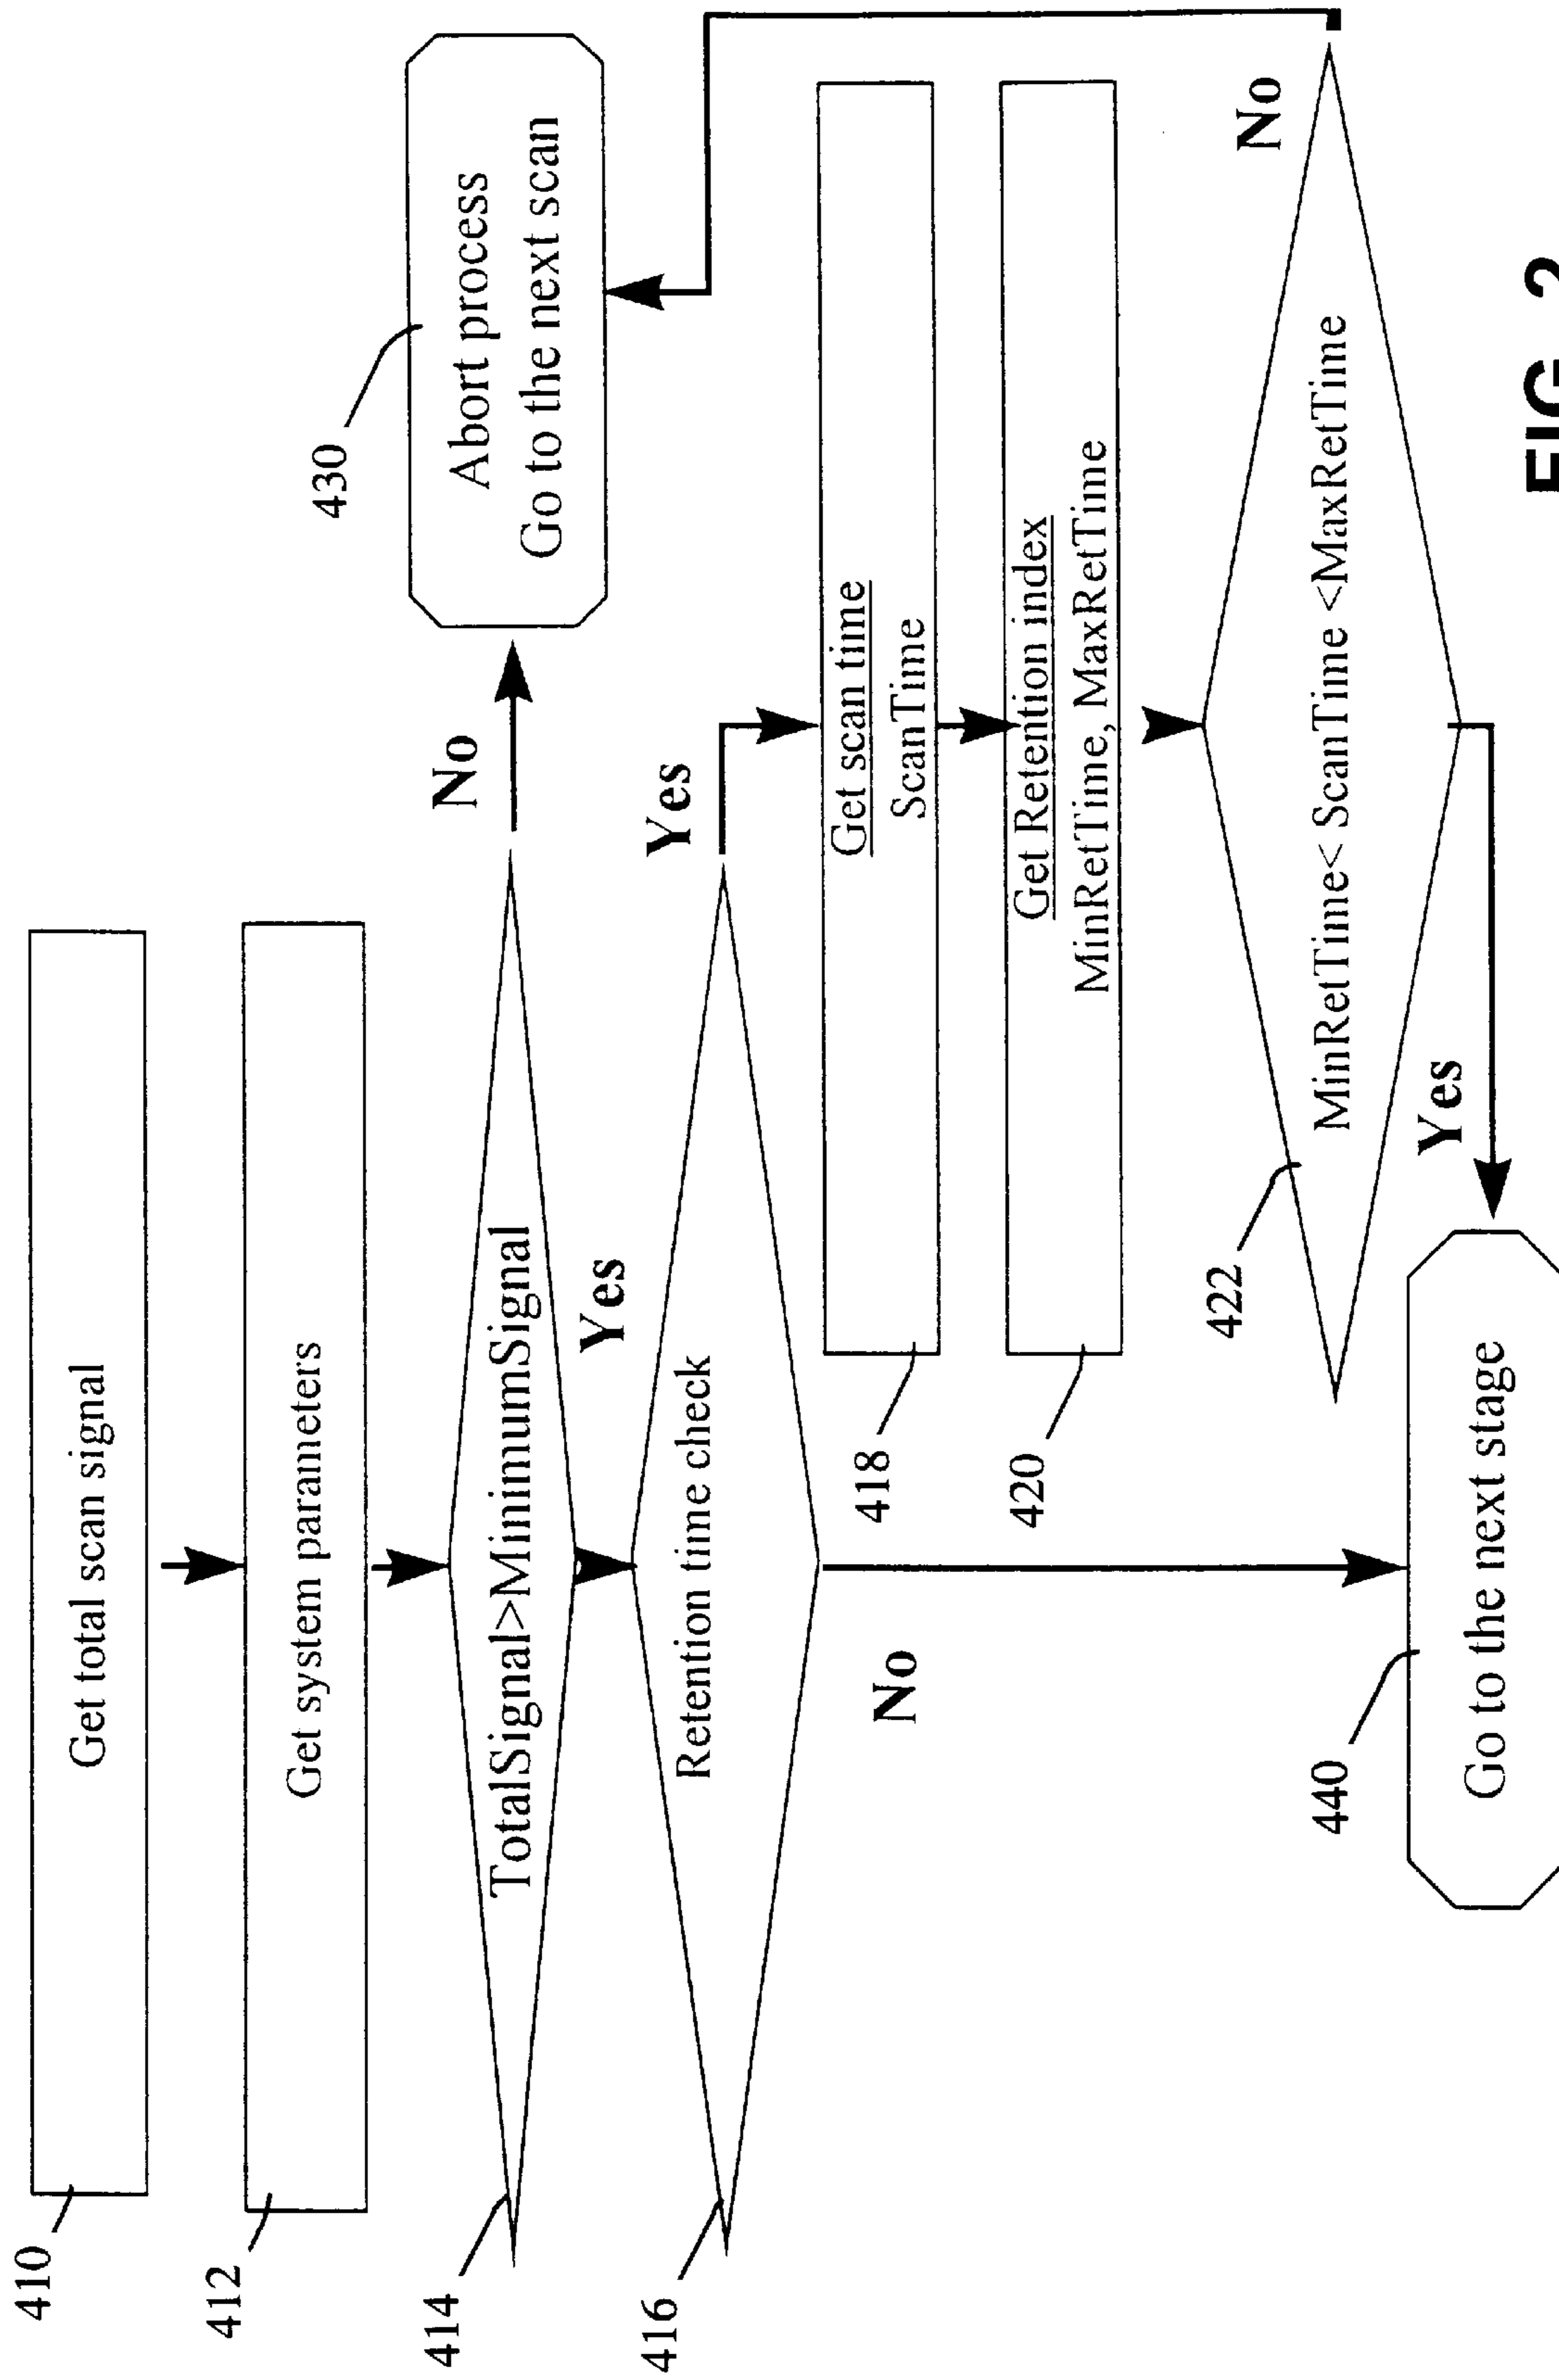 410
Get total scan signal
412
Get system parameters
414
TotalSignal>MinimumSignal
No
430
Abort process
Go to the next scan
Yes
416
Retention time check
Yes
No
418
Get scan time
ScanTime
420
Get Retention index
MinRetTime, MaxRetTime
422
MinRetTime< ScanTime <MaxRetTime
No
Yes
440
Go to the next stage
FIG. 2